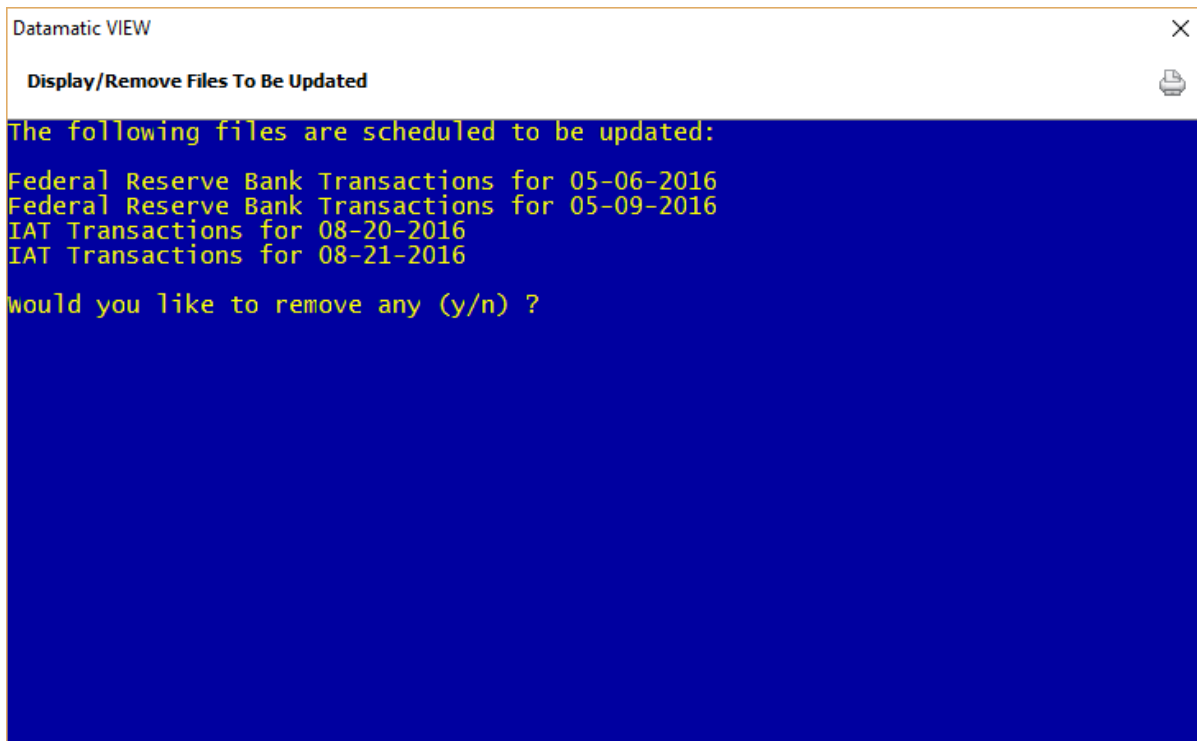 Datamatic VIEW
Display/Remove Files To Be Updated
The following files are scheduled to be updated:
Federal Reserve Bank Transactions for 05-06-2016
Federal Reserve Bank Transactions for 05-09-2016
IAT Transactions for 08-20-2016
IAT Transactions for 08-21-2016
Would you like to remove any (y/n) ?